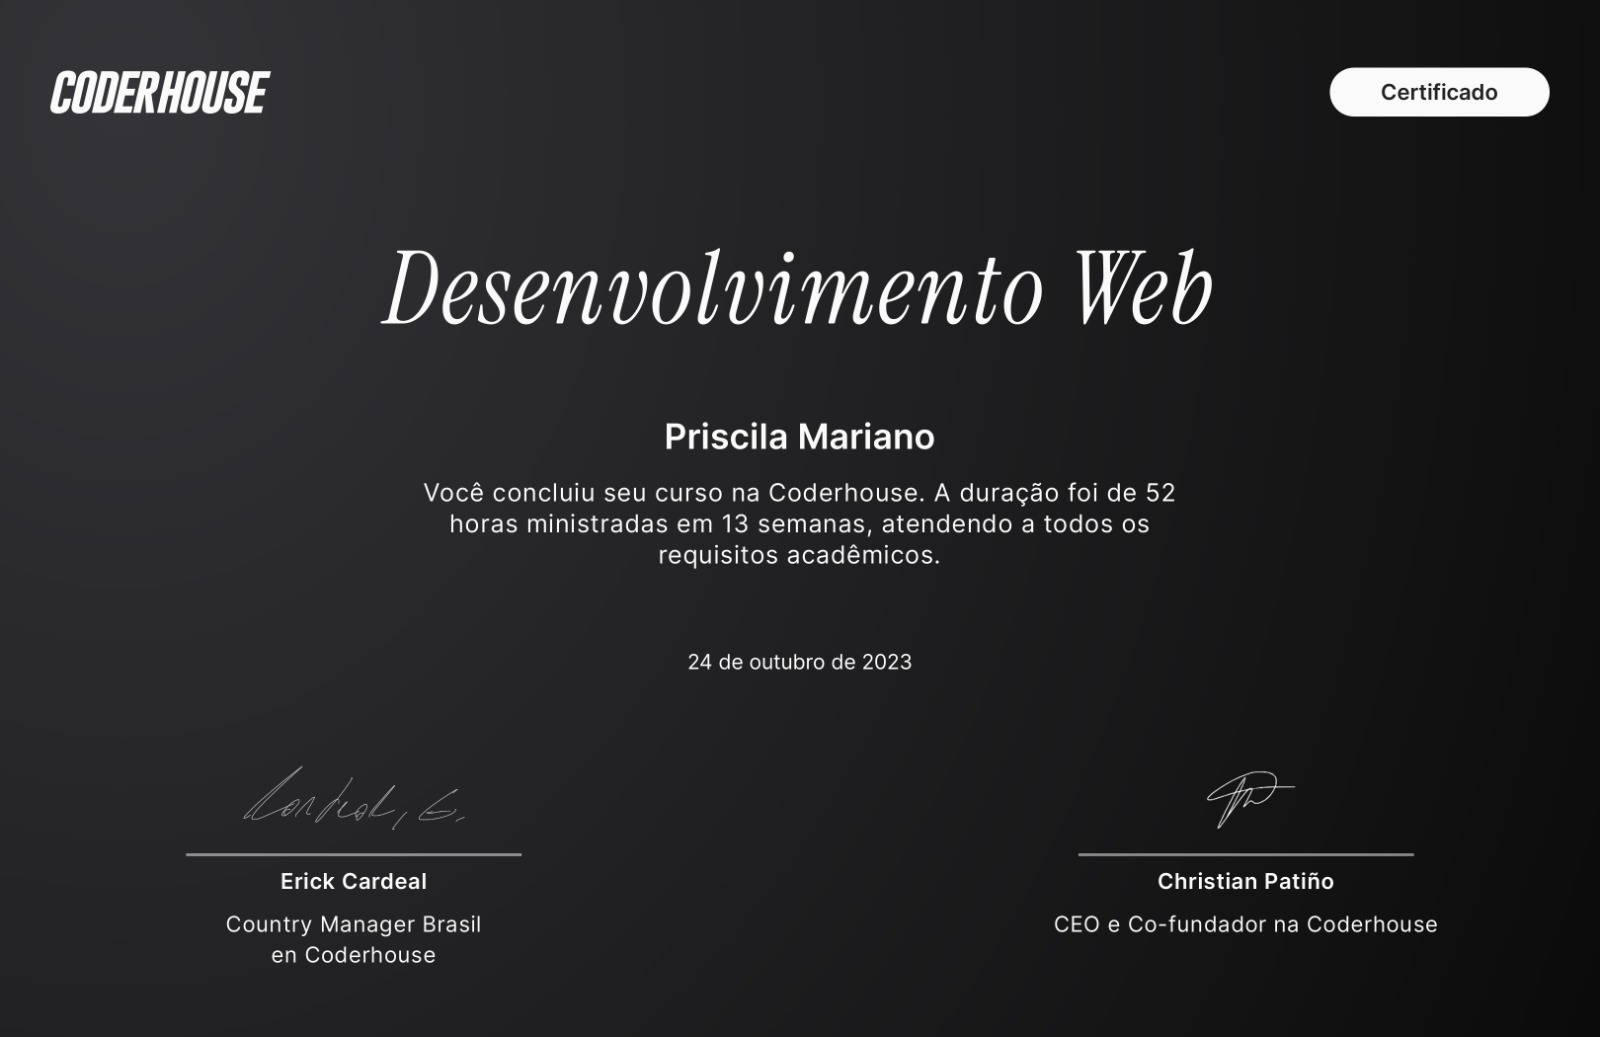 CODERHOUSE
Certificado
Desenvolvimento Web
Priscila Mariano
Você concluiu seu curso na Coderhouse. A duração foi de 52
horas ministradas em 13 semanas, atendendo a todos os
requisitos acadêmicos.
24 de outubro de 2023
Cardeal, E.
Erick Cardeal
Country Manager Brasil
en Coderhouse
Christian Patiño
CEO e Co-fundador na Coderhouse